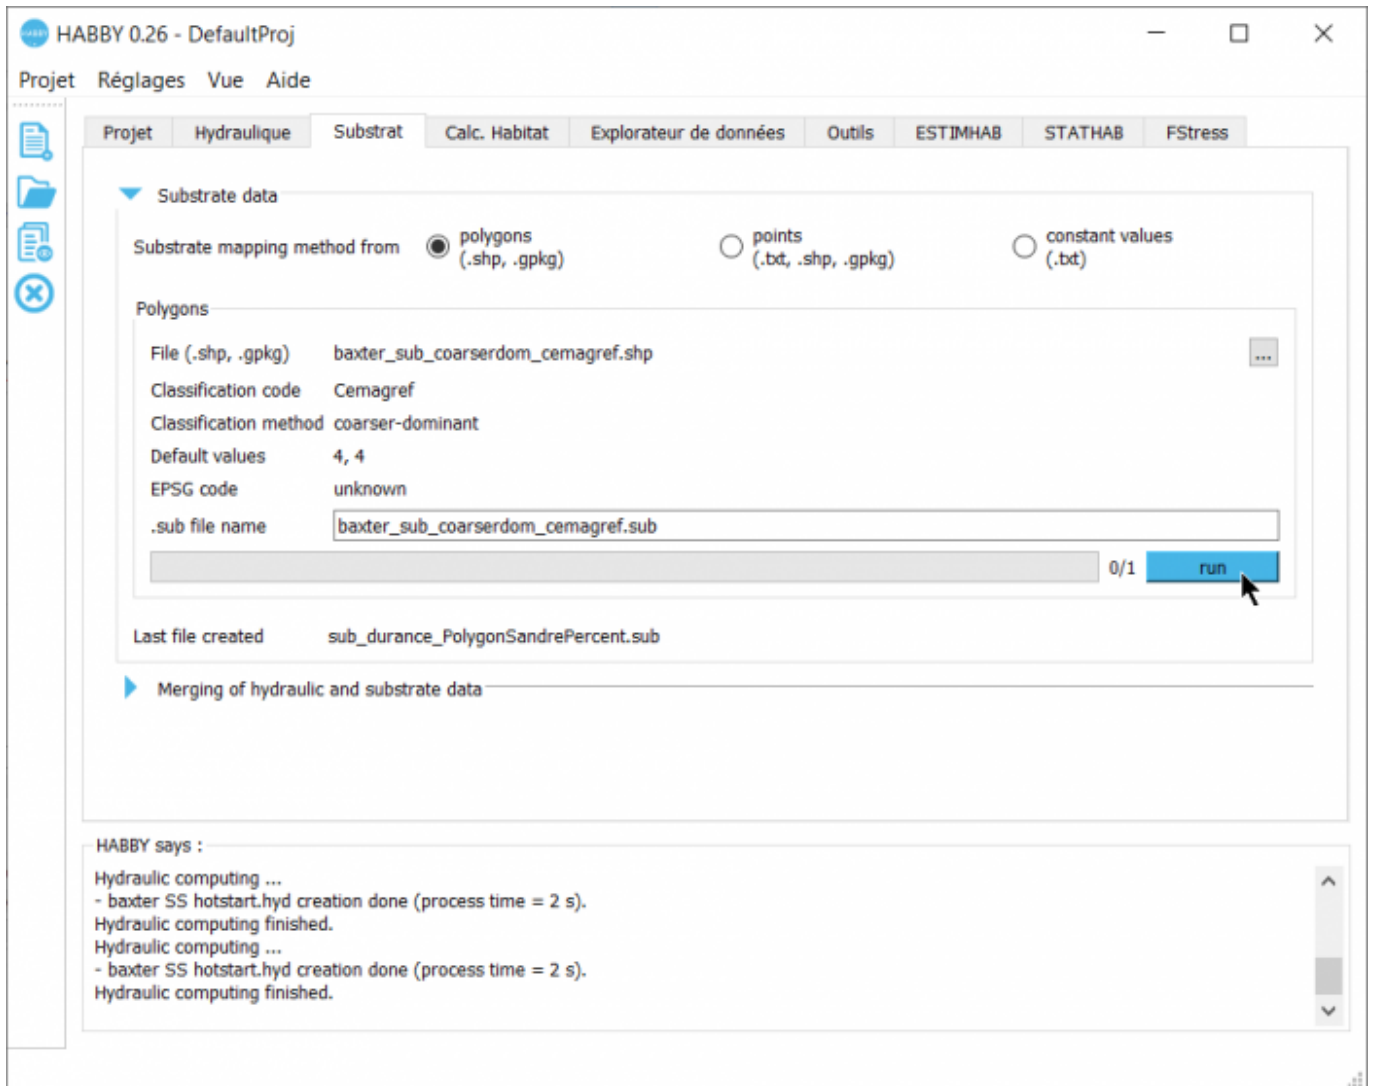 HABBY 0.26 - DefaultProj
Projet Réglages Vue Aide
Projet Hydraulique Substrat Calc. Habitat Explorateur de données Outils ESTIMHAB STATHAB FStress
Substrate data
Substrate mapping method from
polygons
(.shp, .gpkg)
points
(.txt, .shp, .gpkg)
constant values
(.txt)
Polygons
File (.shp, .gpkg) baxter_sub_coarserdom_cemagref.shp ...
Classification code Cemagref
Classification method coarser-dominant
Default values 4, 4
EPSG code unknown
.sub file name baxter_sub_coarserdom_cemagref.sub
0/1 run
Last file created sub_durance_PolygonSandrePercent.sub
Merging of hydraulic and substrate data
HABBY says :
Hydraulic computing ...
- baxter SS hotstart.hyd creation done (process time = 2 s).
Hydraulic computing finished.
Hydraulic computing ...
- baxter SS hotstart.hyd creation done (process time = 2 s).
Hydraulic computing finished.